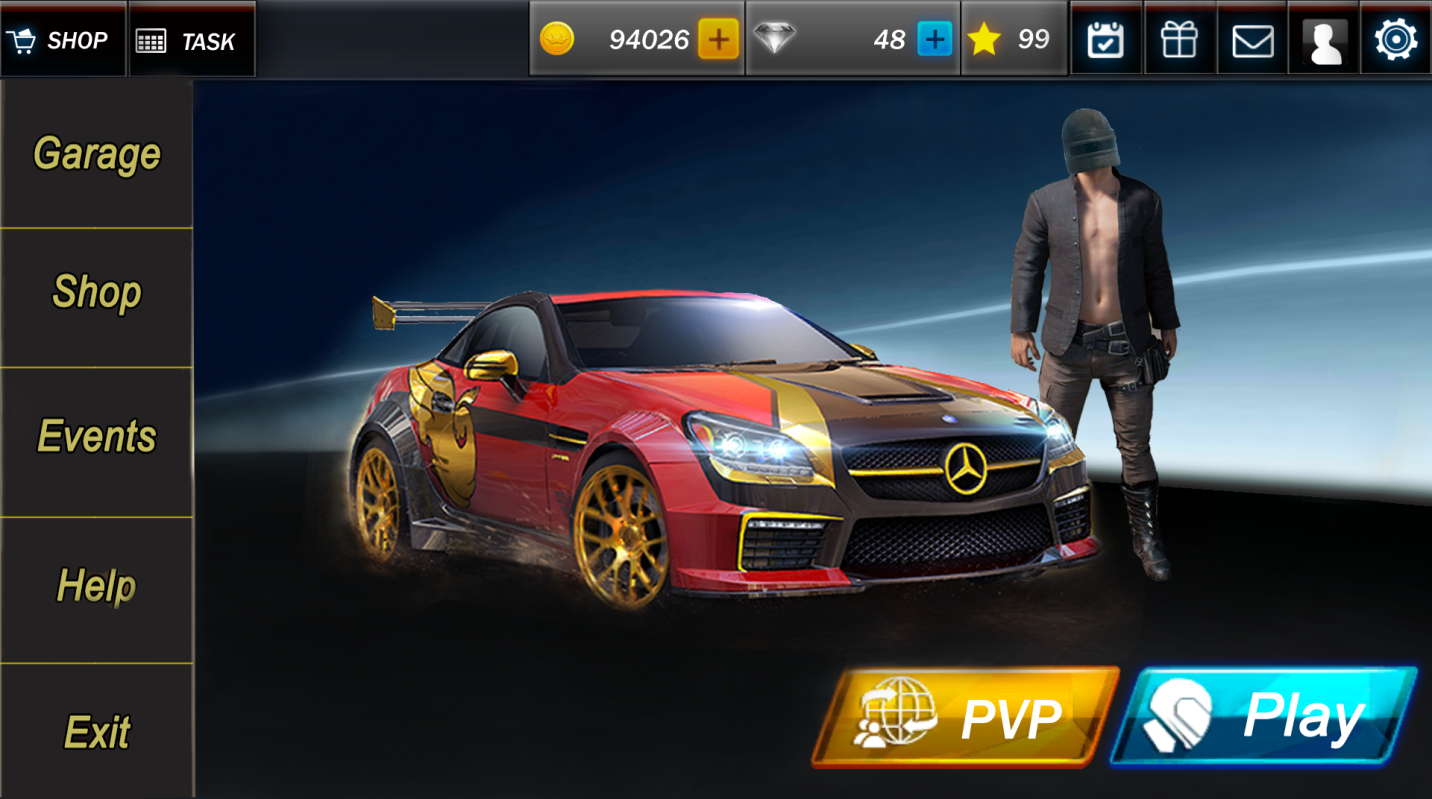 SHOP
TASK
94026
48
99
Garage
Shop
Events
Help
Exit
PVP
Play